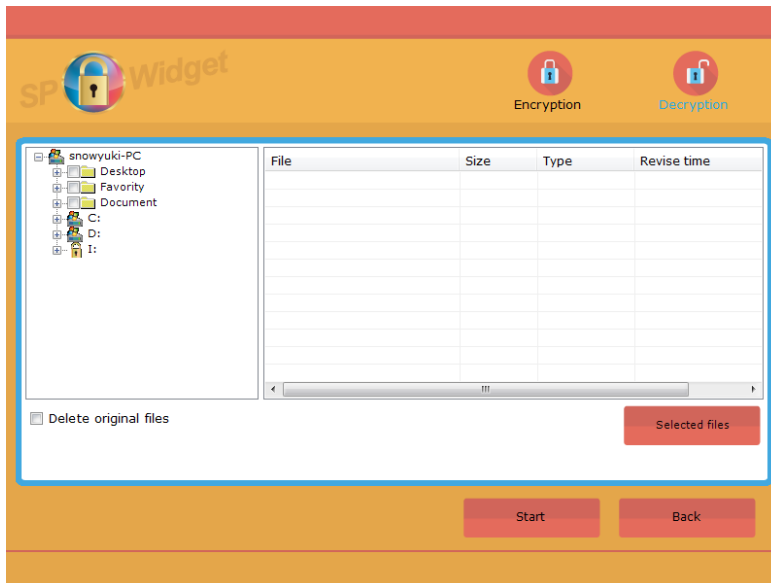 SP Widget
Encryption
Decryption
snowyuki-PC
Desktop
Favority
Document
C:
D:
I:
File Size Type Revise time
Delete original files
Selected files
Start
Back